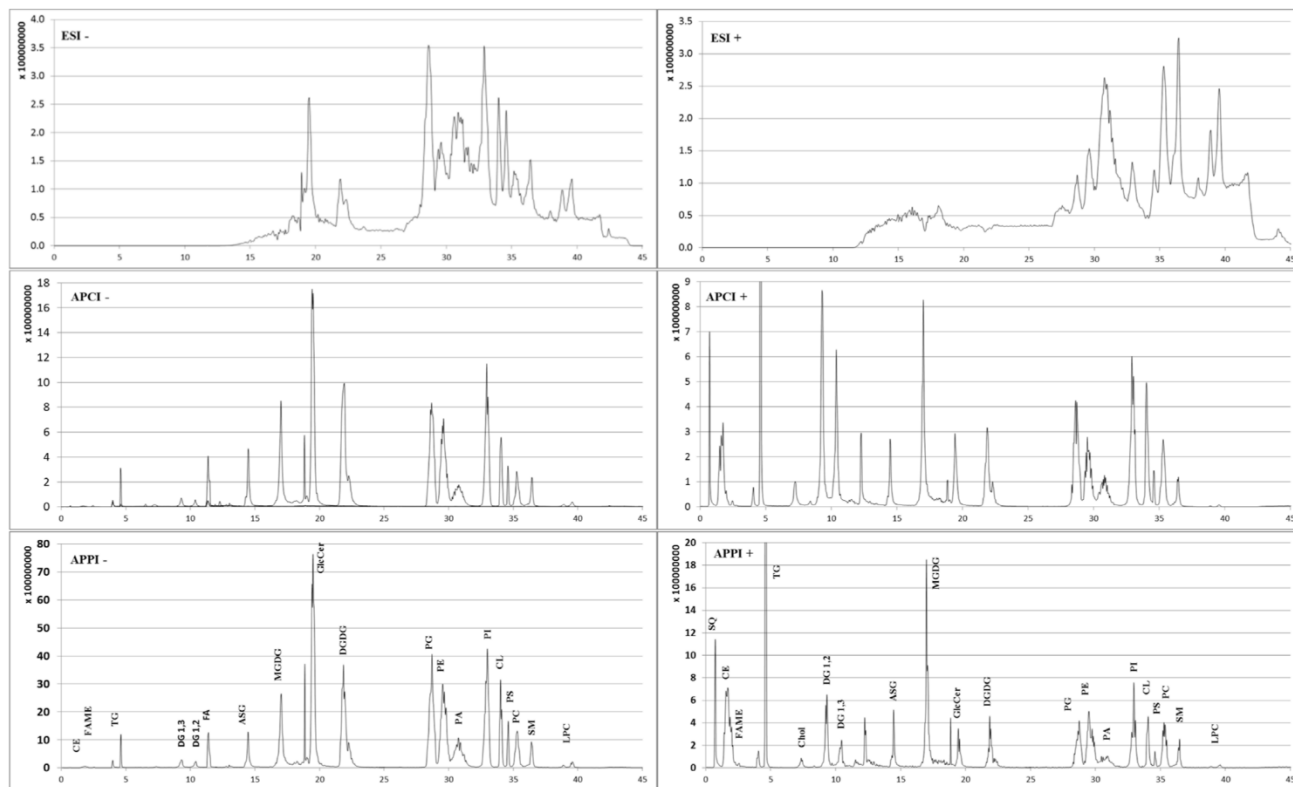 ESI -
x 100000000
4.0
3.5
3.0
2.5
2.0
1.5
1.0
0.5
0.0
0 5 10 15 20 25 30 35 40 45
ESI +
x 100000000
3.5
3.0
2.5
2.0
1.5
1.0
0.5
0.0
0 5 10 15 20 25 30 35 40 45
APCI -
x 100000000
18
16
14
12
10
8
6
4
2
0
0 5 10 15 20 25 30 35 40 45
APCI +
x 100000000
9
8
7
6
5
4
3
2
1
0
0 5 10 15 20 25 30 35 40 45
APPI -
x 100000000
80
70
60
50
40
30
20
10
0
CE
FAME
TG
DG 1,3
DG 1,2
FA
ASG
MGDG
GlcCer
DGDG
PG
PE
PA
PI
CL
PS
PC
SM
LPC
0 5 10 15 20 25 30 35 40 45
APPI +
x 100000000
20
18
16
14
12
10
8
6
4
2
0
SQ
CE
FAME
TG
Chol
DG 1,2
DG 1,3
ASG
MGDG
GlcCer
DGDG
PG
PE
PA
PI
CL
PS
PC
SM
LPC
0 5 10 15 20 25 30 35 40 45